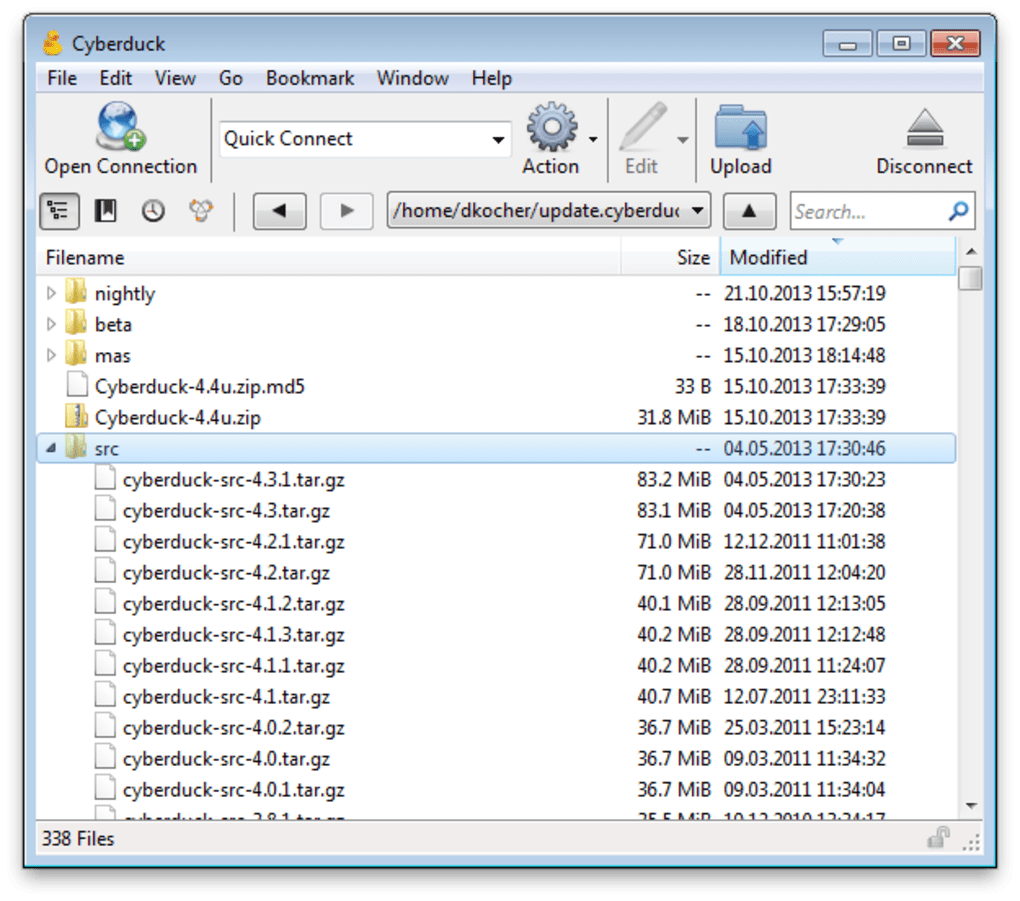 Cyberduck
File Edit View Go Bookmark Window Help
Open Connection Quick Connect Action Edit Upload Disconnect
/home/dkocher/update.cyberduc Search...
Filename Size Modified
nightly -- 21.10.2013 15:57:19
beta -- 18.10.2013 17:29:05
mas -- 15.10.2013 18:14:48
Cyberduck-4.4u.zip.md5 33 B 15.10.2013 17:33:39
Cyberduck-4.4u.zip 31.8 MiB 15.10.2013 17:33:39
src -- 04.05.2013 17:30:46
cyberduck-src-4.3.1.tar.gz 83.2 MiB 04.05.2013 17:30:23
cyberduck-src-4.3.tar.gz 83.1 MiB 04.05.2013 17:20:38
cyberduck-src-4.2.1.tar.gz 71.0 MiB 12.12.2011 11:01:38
cyberduck-src-4.2.tar.gz 71.0 MiB 28.11.2011 12:04:20
cyberduck-src-4.1.2.tar.gz 40.1 MiB 28.09.2011 12:13:05
cyberduck-src-4.1.3.tar.gz 40.2 MiB 28.09.2011 12:12:48
cyberduck-src-4.1.1.tar.gz 40.2 MiB 28.09.2011 11:24:07
cyberduck-src-4.1.tar.gz 40.7 MiB 12.07.2011 23:11:33
cyberduck-src-4.0.2.tar.gz 36.7 MiB 25.03.2011 15:23:14
cyberduck-src-4.0.tar.gz 36.7 MiB 09.03.2011 11:34:32
cyberduck-src-4.0.1.tar.gz 36.7 MiB 09.03.2011 11:34:04
338 Files